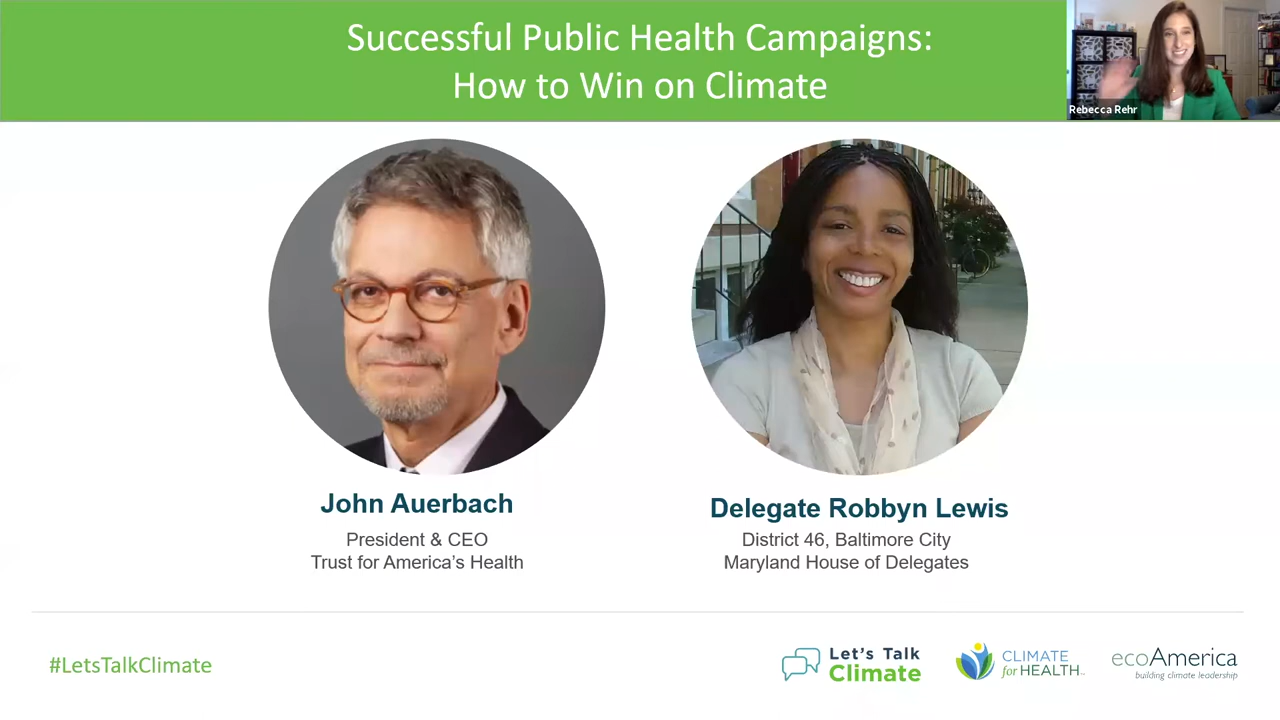 Successful Public Health Campaigns:
How to Win on Climate
Rebecca Rehr
John Auerbach
President & CEO
Trust for America's Health
Delegate Robbyn Lewis
District 46, Baltimore City
Maryland House of Delegates
#LetsTalkClimate
Let's Talk
Climate
CLIMATE
for HEALTH
ecoAmerica
building climate leadership